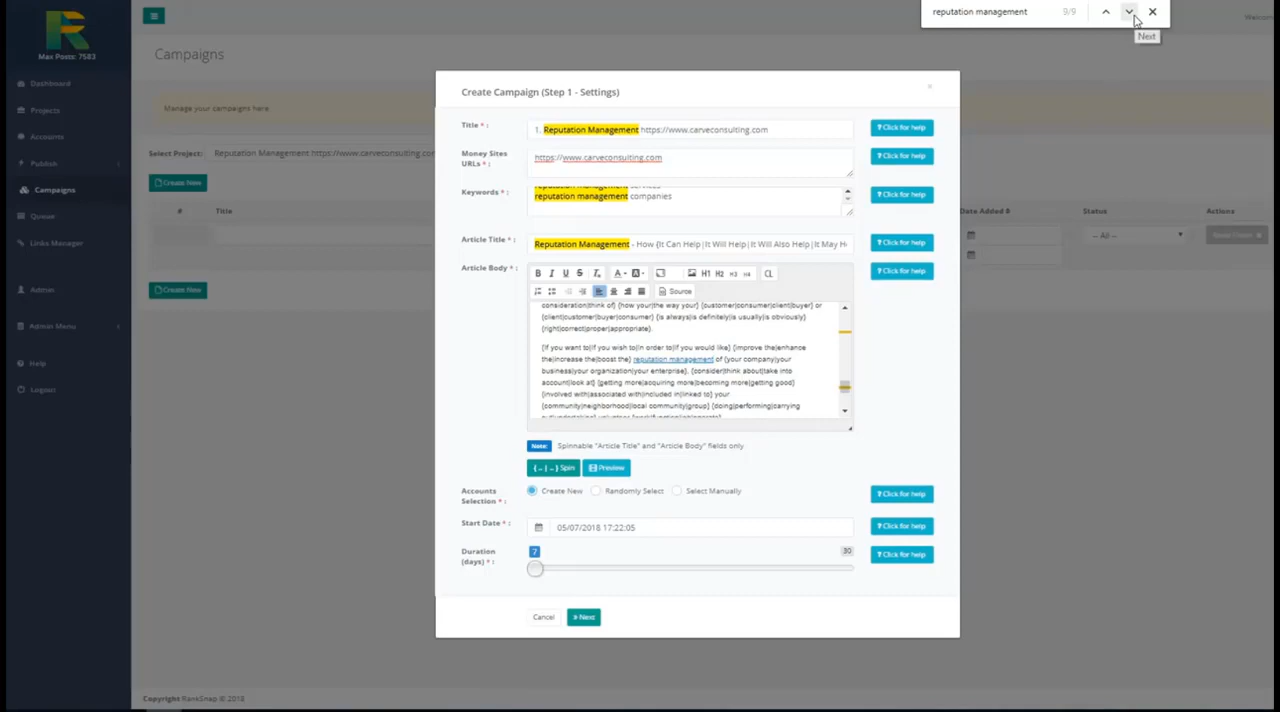 reputation management 9/9
Next
Welcom
Max Posts: 7583
Dashboard
Projects
Accounts
Publish
Campaigns
Queue
Links Manager
Admin
Admin Menu
Help
Logout
Campaigns
Manage your campaigns here
Select Project: Reputation Management https://www.carveconsulting.cor
Create New
# Title
Date Added # Status Actions
-- All --
Create New
Create Campaign (Step 1 - Settings)
Title * : 1. Reputation Management https://www.carveconsulting.com ? Click for help
Money Sites URLs * : https://www.carveconsulting.com ? Click for help
reputation management services
Keywords * : reputation management companies ? Click for help
Article Title * : Reputation Management - How {It Can Help|It Will Help|It Will Also Help|It May H ? Click for help
Article Body * : ? Click for help
B I U S Tx A A H1 H2 H3 H4 CL
Source
consideration|think of} {how your|the way your} {customer|consumer|client|buyer} or
{client|customer|buyer|consumer} {is always|is definitely|is usually|is obviously}
{right|correct|proper|appropriate}.
{If you want to|if you wish to|in order to|if you would like} {improve the|enhance
the|increase the|boost the} reputation management of {your company|your
business|your organization|your enterprise}, {consider|think about|take into
account|look at} {getting more|acquiring more|becoming more|getting good}
{involved with|associated with|included in|linked to} your
{community|neighborhood|local community|group} {doing|performing|carrying
Note: Spinnable "Article Title" and "Article Body" fields only
{..|..} Spin Preview
Accounts Selection * : Create New Randomly Select Select Manually ? Click for help
Start Date * : 05/07/2018 17:22:05 ? Click for help
Duration (days) * : 7 30 ? Click for help
Cancel » Next
Copyright RankSnap © 2018